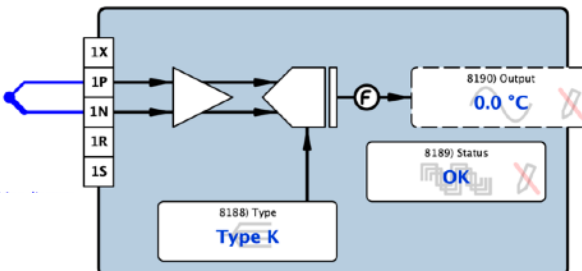 1X
1P
1N
1R
1S
F
8190) Output
0.0 °C
8189) Status
OK
8188) Type
Type K